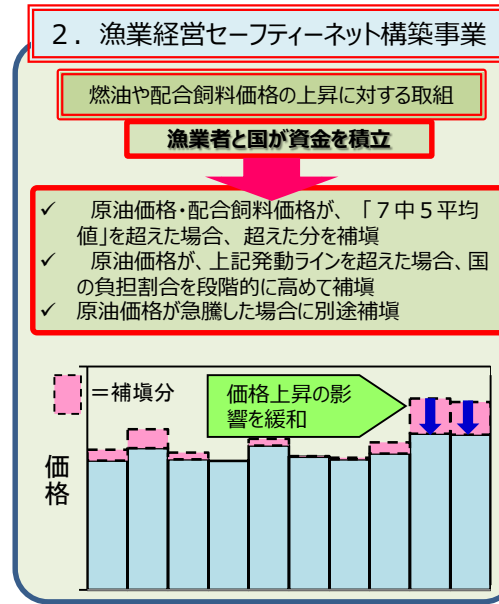 ２．漁業経営セーフティーネット構築事業
燃油や配合飼料価格の上昇に対する取組
漁業者と国が資金を積立
✓ 原油価格・配合飼料価格が、「７中５平均
値」を超えた場合、超えた分を補填
✓ 原油価格が、上記発動ラインを超えた場合、国
の負担割合を段階的に高めて補填
✓ 原油価格が急騰した場合に別途補填
＝補填分
価格上昇の影
響を緩和
価格